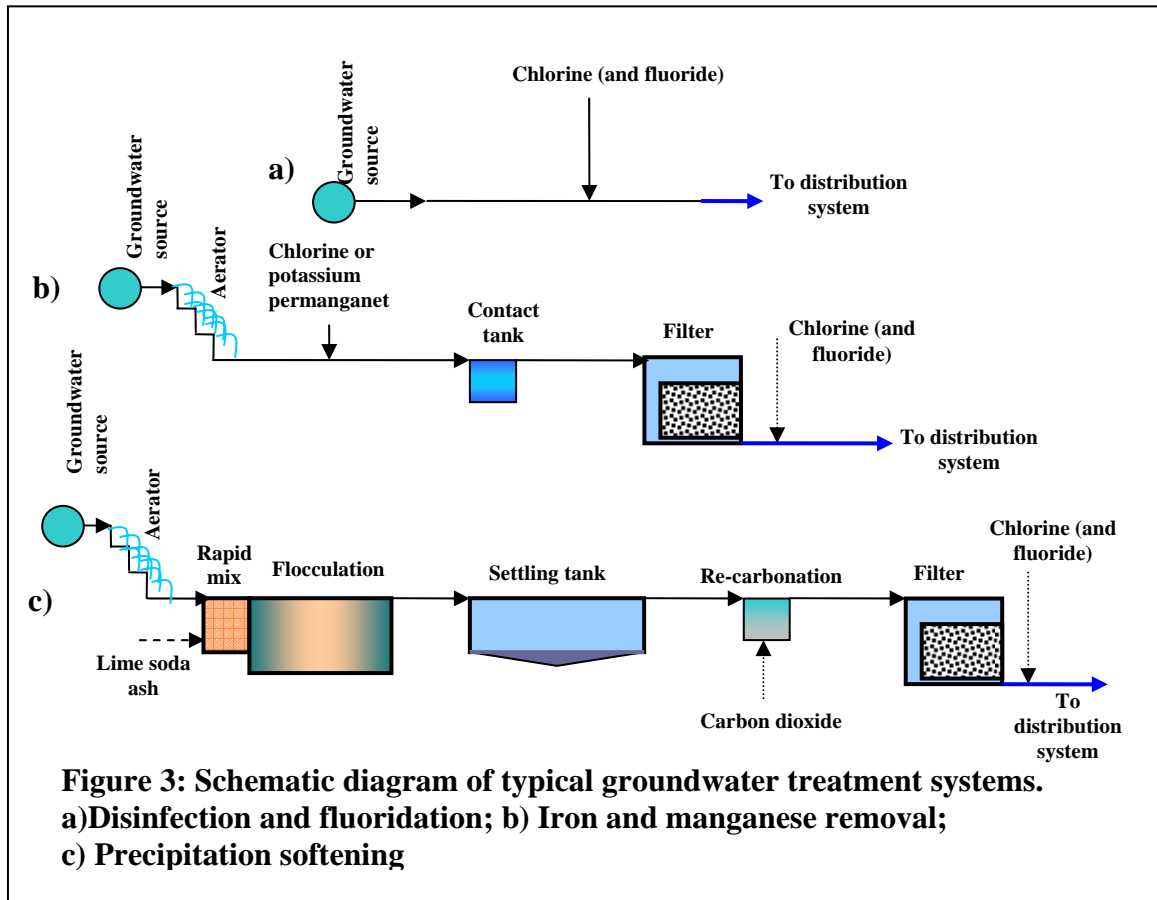 Chlorine (and fluoride)
Groundwater
source
a)
To distribution
system
Groundwater
source
b)
Aerator
Chlorine or
potassium
permanganet
Contact
tank
Filter
Chlorine (and
fluoride)
To distribution
system
Groundwater
source
c)
Aerator
Rapid
mix
Flocculation
Settling tank
Re-carbonation
Filter
Chlorine (and
fluoride)
Lime soda
ash
Carbon dioxide
To
distribution
system
Figure 3: Schematic diagram of typical groundwater treatment systems.
a)Disinfection and fluoridation; b) Iron and manganese removal;
c) Precipitation softening